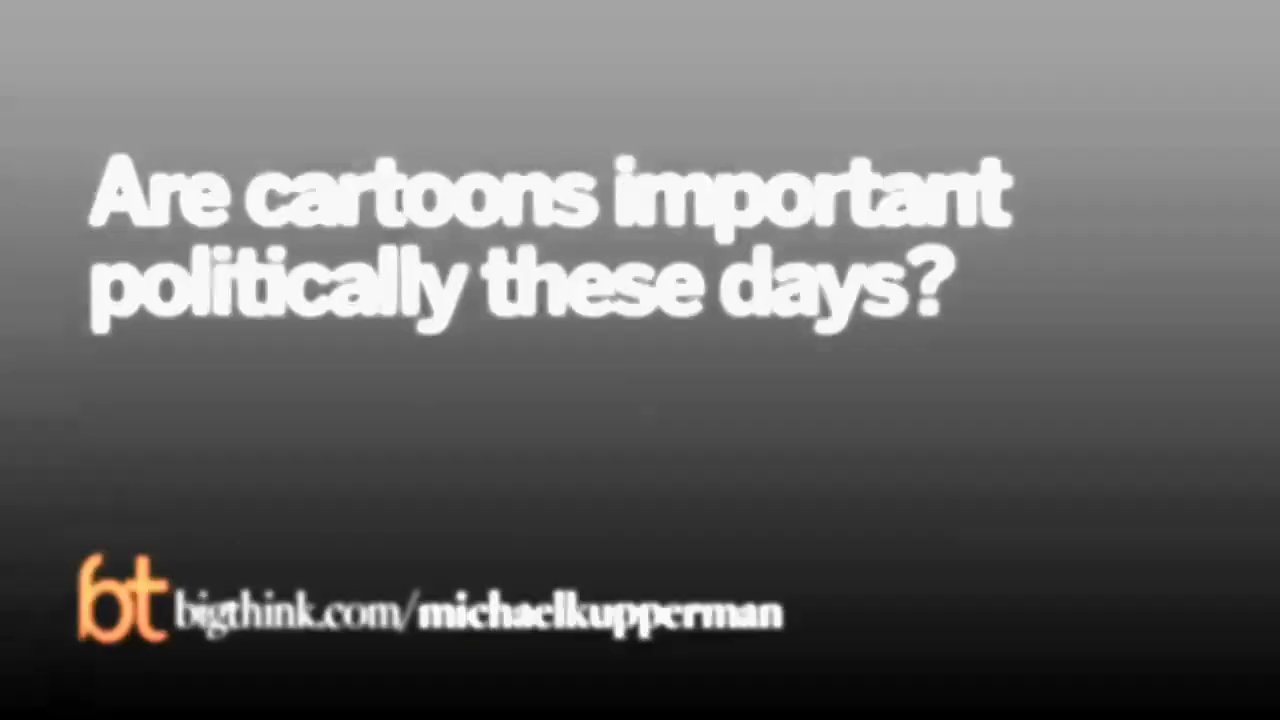 Are cartoons important
politically these days?
bt bigthink.com/michaelkupperman